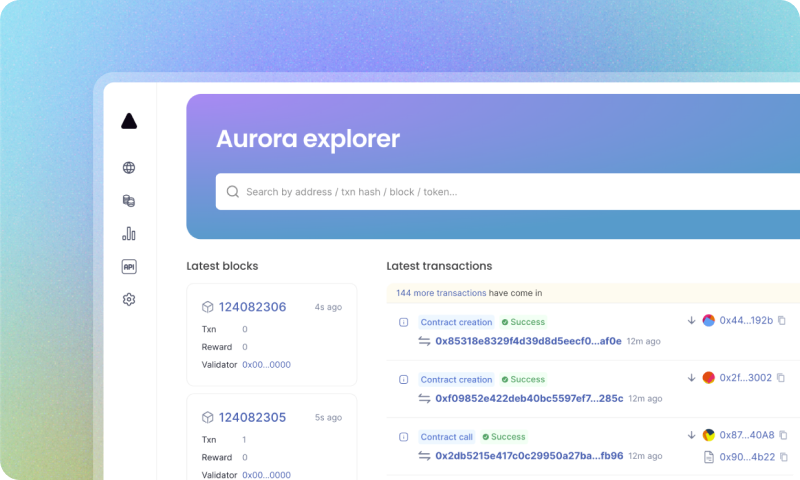 Aurora explorer
Search by address / txn hash / block / token...
API
Latest blocks
124082306 4s ago
Txn 0
Reward 0
Validator 0x00...0000
124082305 5s ago
Txn 1
Reward 0
Validator 0x00...0000
Latest transactions
144 more transactions have come in
Contract creation Success 0x44...192b
0x85318e8329f4d39d8d5eecf0...af0e 12m ago
Contract creation Success 0x2f...3002
0xf09852e422deb40bc5597ef7...285c 12m ago
Contract call Success 0x87...40A8
0x2db5215e417c0c29950a27ba...fb96 12m ago 0x90...4b22